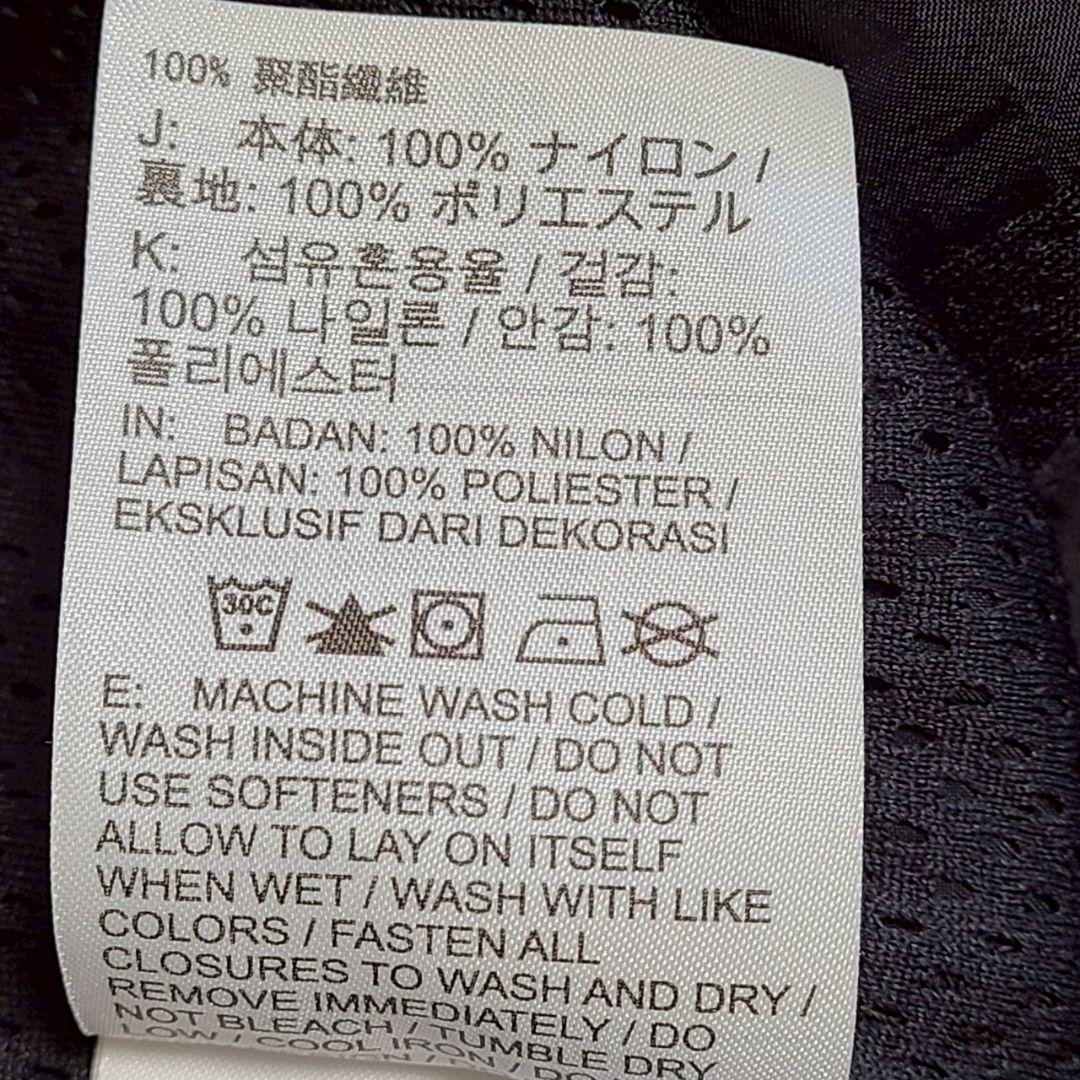 100% 聚酯纖維
J: 本体: 100% ナイロン /
裏地: 100% ポリエステル
K: 섬유혼용율 / 겉감:
100% 나일론 / 안감: 100%
폴리에스터
IN: BADAN: 100% NILON /
LAPISAN: 100% POLIESTER /
EKSKLUSIF DARI DEKORASI
30C
E: MACHINE WASH COLD /
WASH INSIDE OUT / DO NOT
USE SOFTENERS / DO NOT
ALLOW TO LAY ON ITSELF
WHEN WET / WASH WITH LIKE
COLORS / FASTEN ALL
CLOSURES TO WASH AND DRY /
REMOVE IMMEDIATELY / DO
NOT BLEACH / TUMBLE DRY
LOW / COOL IRON / DO